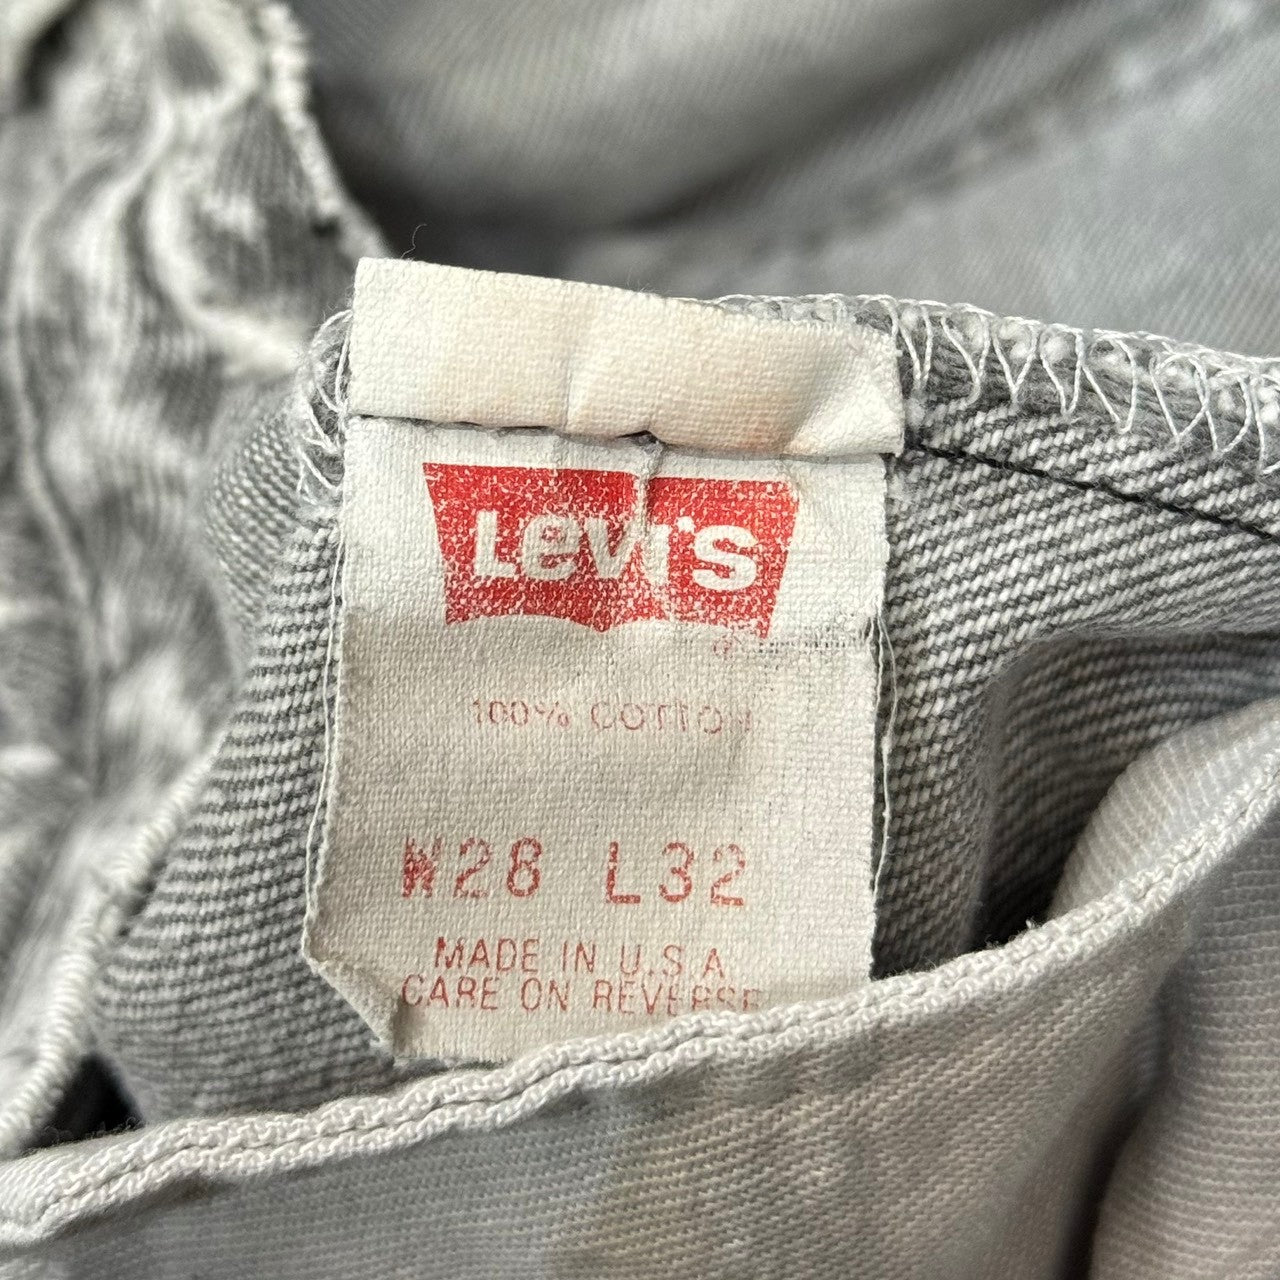 Levi's
100% COTTON
W28 L32
MADE IN U.S.A
CARE ON REVERSE